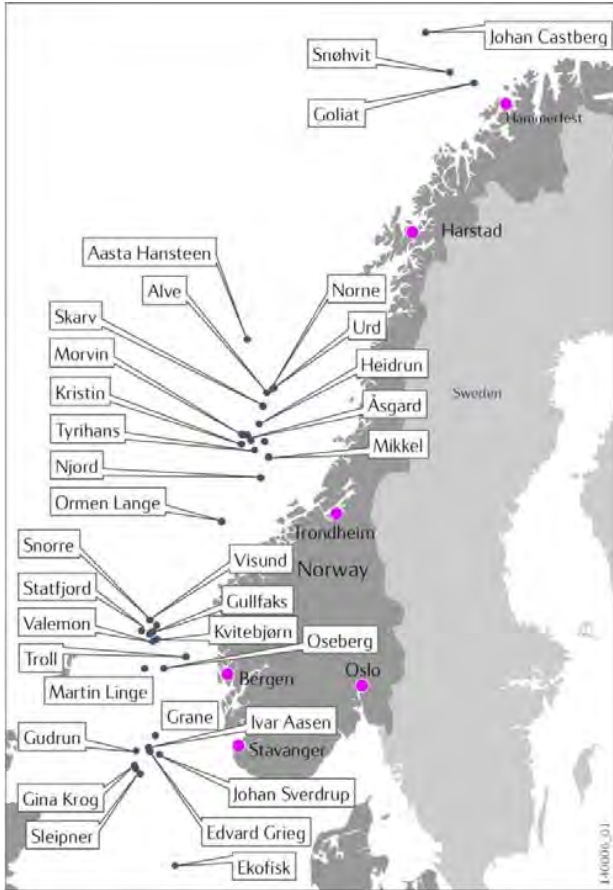 Johan Castberg
Snøhvit
Goliat
Hammerfest
Harstad
Aasta Hansteen
Alve
Norne
Skarv
Urd
Morvin
Heidrun
Kristin
Åsgard
Sweden
Tyrihans
Mikkel
Njord
Ormen Lange
Trondheim
Snorre
Visund
Norway
Statfjord
Gullfaks
Valemon
Kvitebjørn
Oseberg
Troll
Oslo
Bergen
Martin Linge
Grane
Ivar Aasen
Gudrun
Stavanger
Gina Krog
Johan Sverdrup
Sleipner
Edvard Grieg
Ekofisk